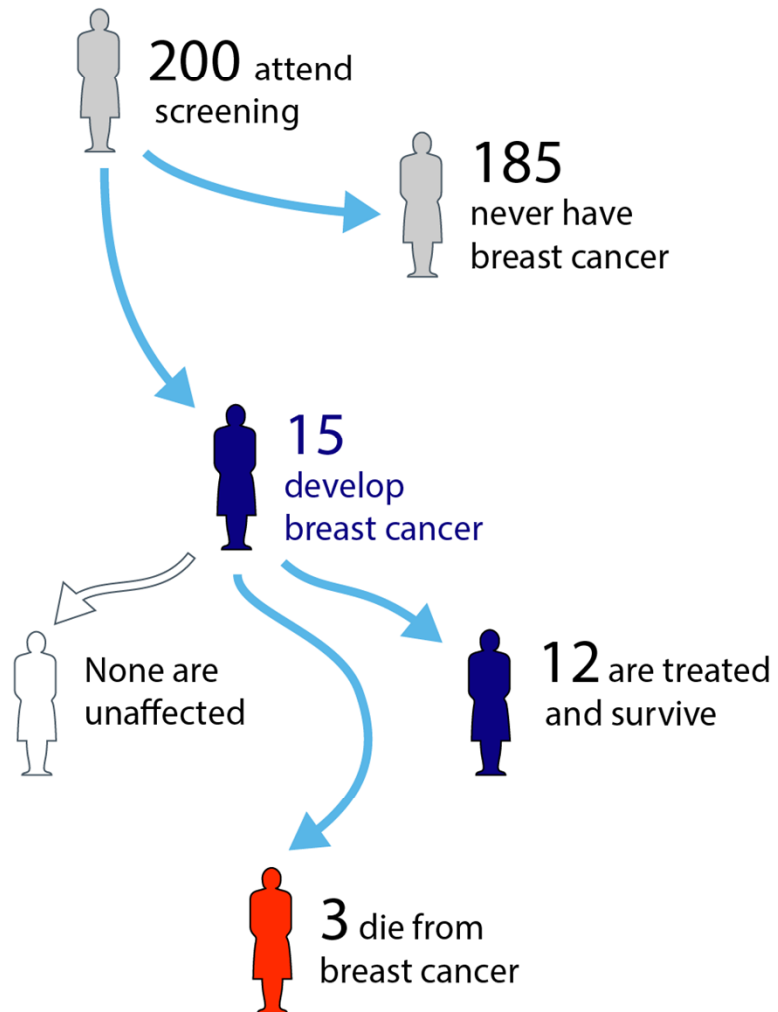 200 attend
screening
185
never have
breast cancer
15
develop
breast cancer
None are
unaffected
12 are treated
and survive
3 die from
breast cancer